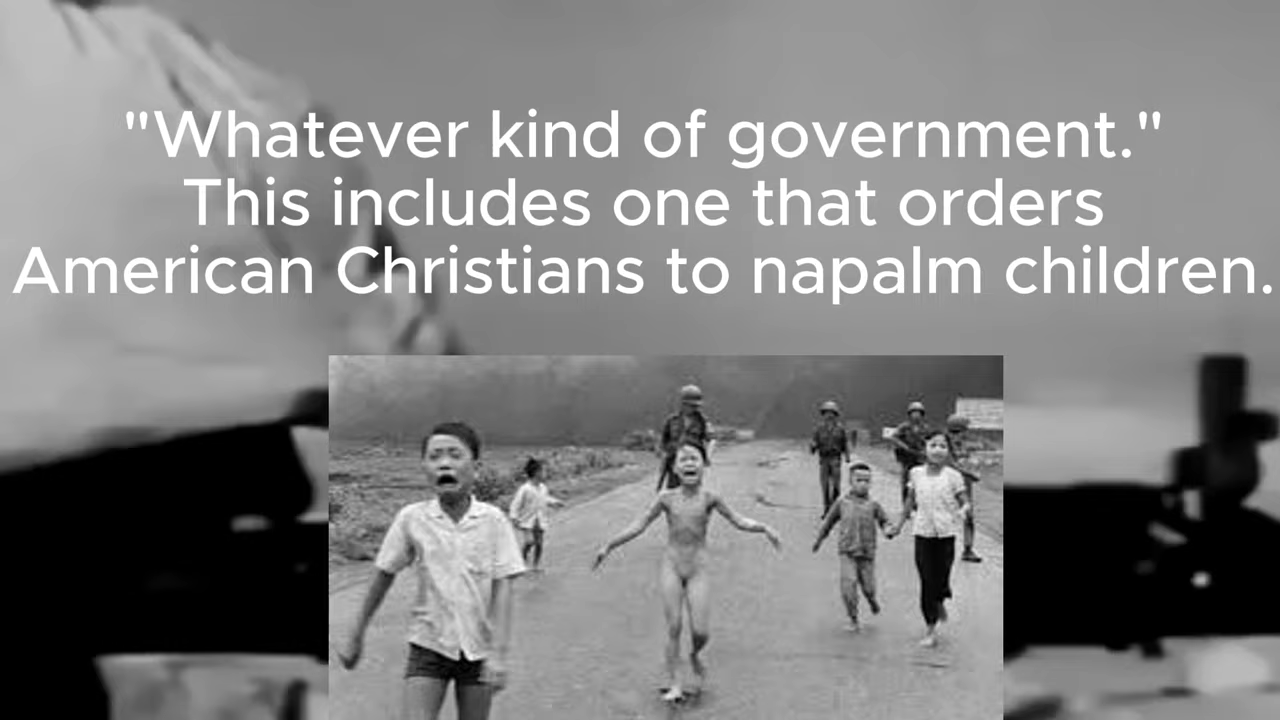 "Whatever kind of government."
This includes one that orders
American Christians to napalm children.